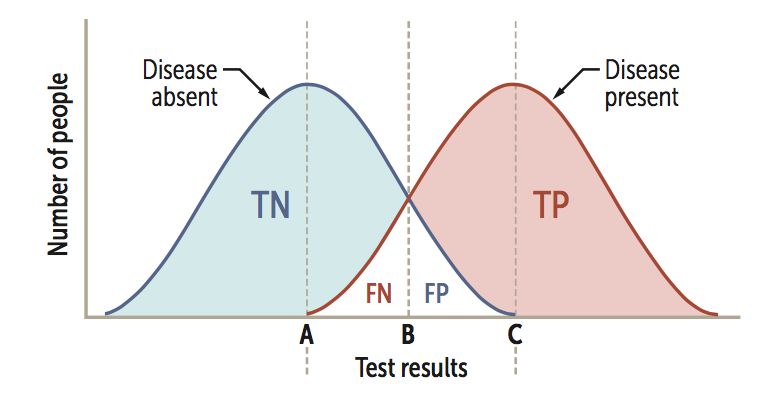 Disease
absent
Disease
present
Number of people
TN
TP
FN
FP
A
B
C
Test results